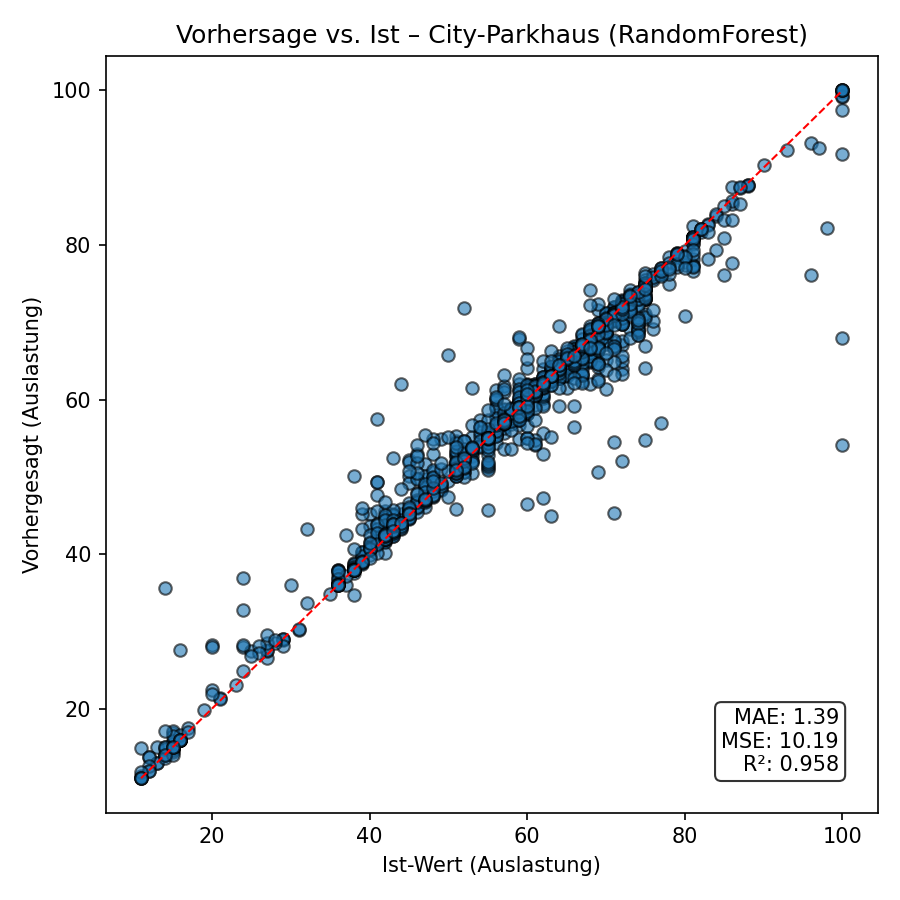 Vorhersage vs. Ist – City-Parkhaus (RandomForest)
100
80
60
40
20
Vorhergesagt (Auslastung)
MAE: 1.39
MSE: 10.19
R²: 0.958
20 40 60 80 100
Ist-Wert (Auslastung)